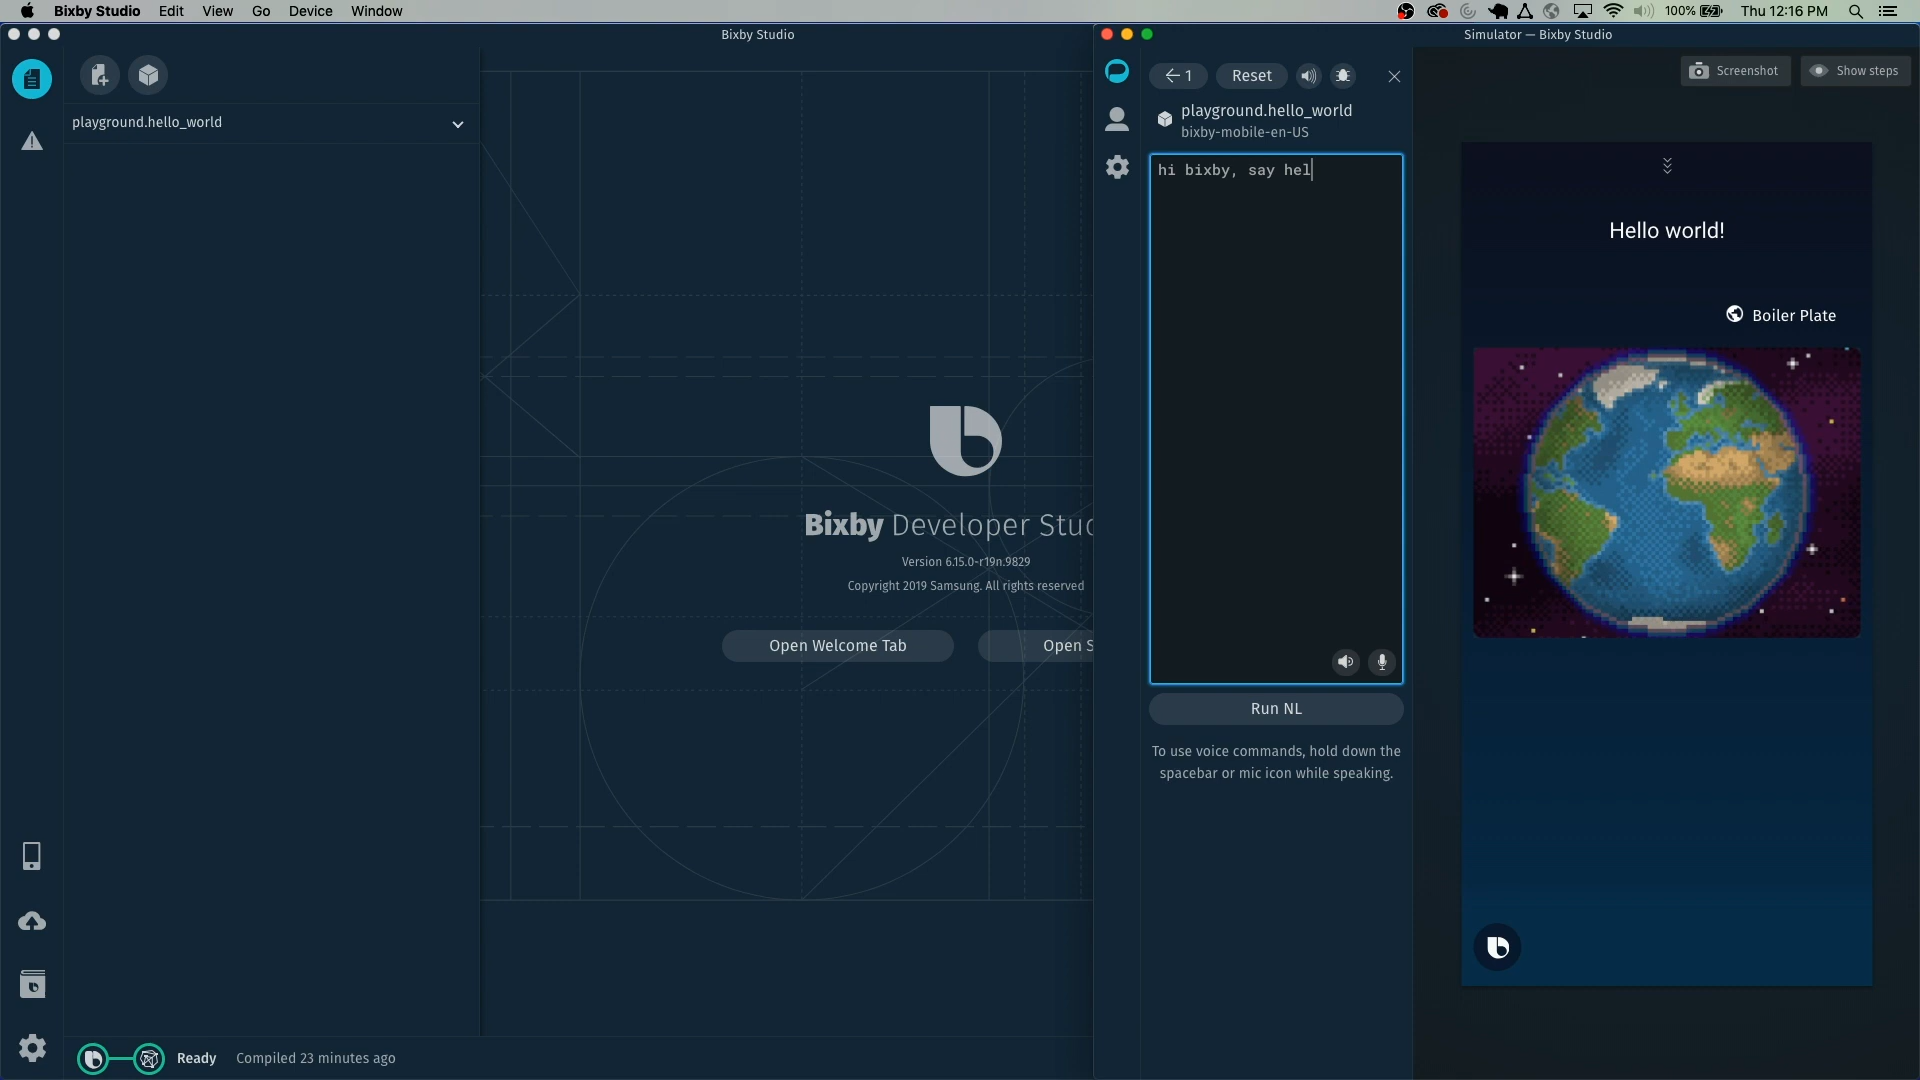 Bixby Studio Edit View Go Device Window
100% Thu 12:16 PM
Bixby Studio
playground.hello_world
Bixby Developer Stud
Version 6.15.0-r19n.9829
Copyright 2019 Samsung. All rights reserved
Open Welcome Tab
Open S
Ready Compiled 23 minutes ago
Simulator — Bixby Studio
1 Reset
playground.hello_world
bixby-mobile-en-US
hi bixby, say hel
Run NL
To use voice commands, hold down the
spacebar or mic icon while speaking.
Screenshot Show steps
Hello world!
Boiler Plate